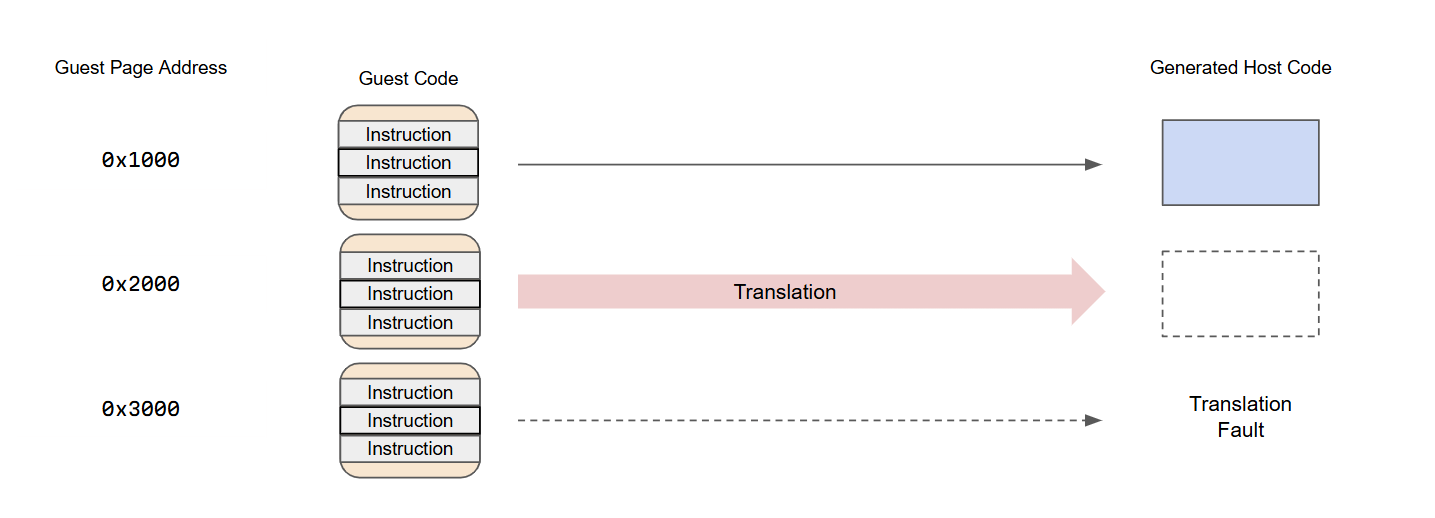 Guest Page Address
Guest Code
Generated Host Code
0x1000
Instruction
Instruction
Instruction
0x2000
Instruction
Instruction
Instruction
Translation
0x3000
Instruction
Instruction
Instruction
Translation
Fault